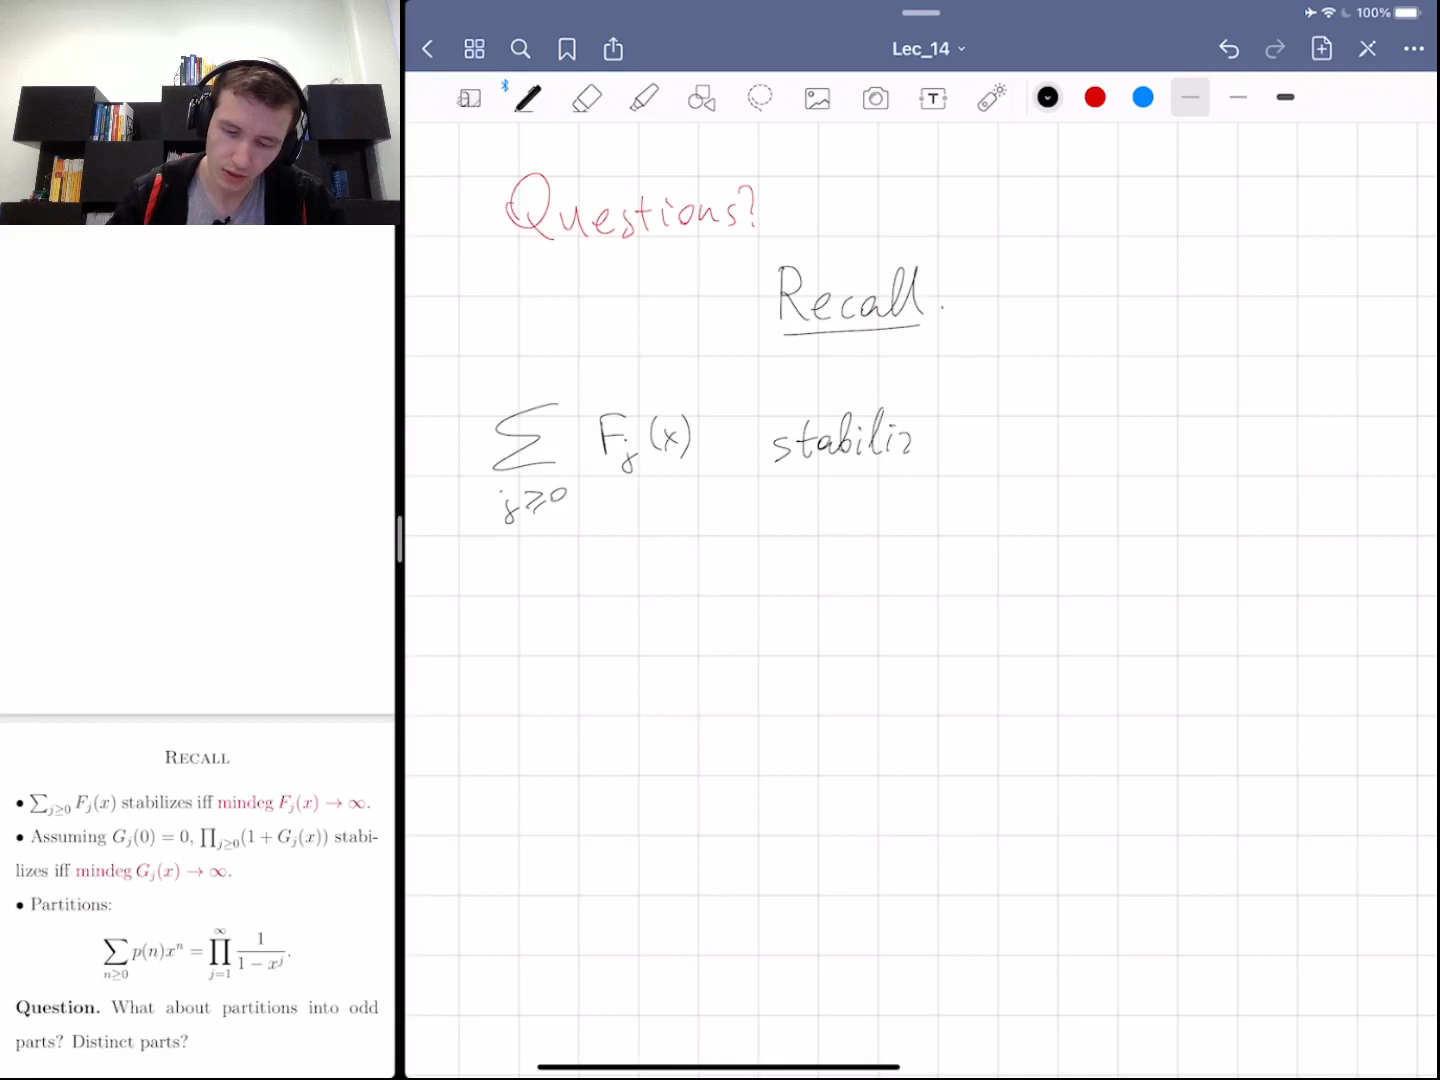 100%
Lec_14
Questions?
Recall.
∑ F_j(x) stabiliz
j≥0
RECALL
• ∑_{j≥0} F_j(x) stabilizes iff mindeg F_j(x) → ∞.
• Assuming G_j(0) = 0, ∏_{j≥0}(1 + G_j(x)) stabi-
lizes iff mindeg G_j(x) → ∞.
• Partitions:
∑_{n≥0} p(n)x^n = ∏_{j=1}^{∞} 1/(1 − x^j).
Question. What about partitions into odd
parts? Distinct parts?